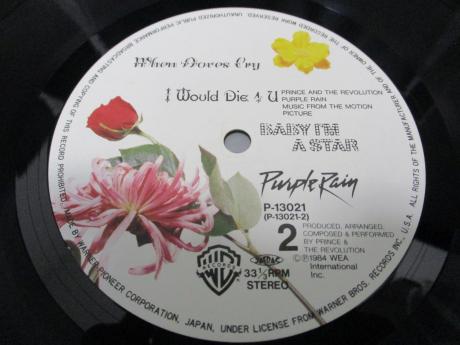 When Doves Cry
I Would Die 4 U
PRINCE AND THE REVOLUTION
PURPLE RAIN
MUSIC FROM THE MOTION
PICTURE
BABY I'M
A STAR
Purple Rain
P-13021
(P-13021-2)
2
PRODUCED, ARRANGED,
COMPOSED & PERFORMED
BY PRINCE &
THE REVOLUTION.
©℗1984 WEA
International
Inc.
WB
RECORDS
33 1/3 RPM
STEREO
ALL RIGHTS OF THE MANUFACTURER AND OF THE OWNER OF THE RECORDED WORK RESERVED. UNAUTHORIZED PUBLIC PERFORMANCE, BROADCASTING AND COPYING OF THIS RECORD PROHIBITED. MADE BY WARNER-PIONEER CORPORATION, JAPAN, UNDER LICENSE FROM WARNER BROS. RECORDS INC., U.S.A.